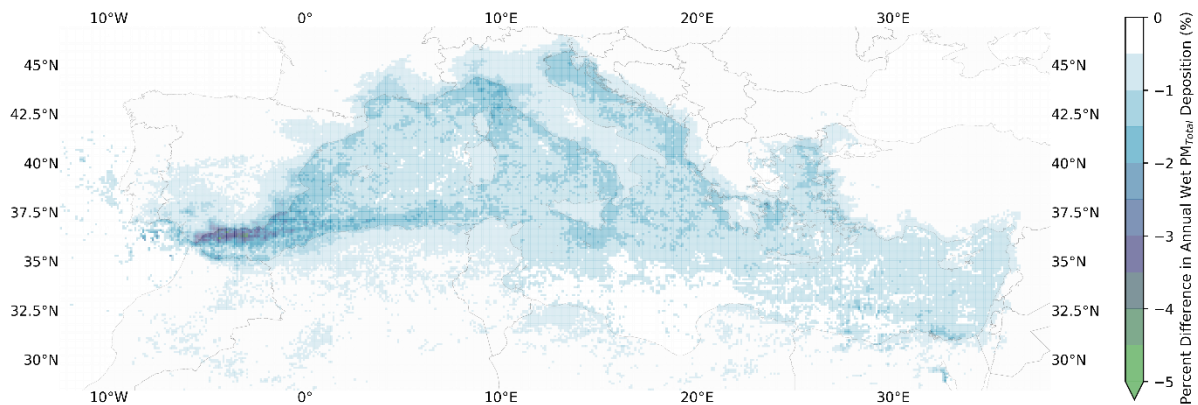 10°W 0° 10°E 20°E 30°E
45°N 45°N
42.5°N 42.5°N
40°N 40°N
37.5°N 37.5°N
35°N 35°N
32.5°N 32.5°N
30°N 30°N
10°W 0° 10°E 20°E 30°E
0
−1
−2
−3
−4
−5
Percent Difference in Annual Wet PM_Total Deposition (%)